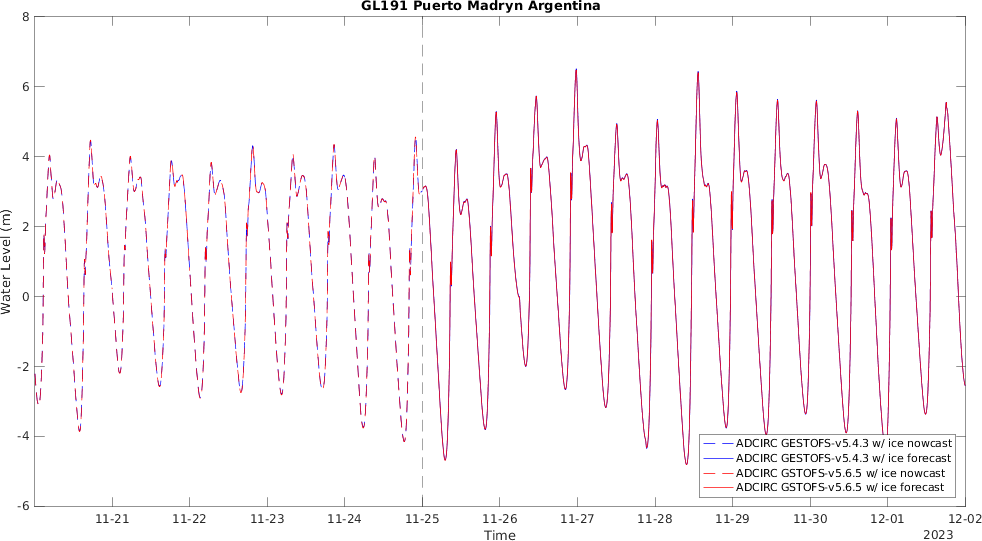 GL191 Puerto Madryn Argentina
8
6
4
2
0
-2
-4
-6
Water Level (m)
ADCIRC GESTOFS-v5.4.3 w/ ice nowcast
ADCIRC GESTOFS-v5.4.3 w/ ice forecast
ADCIRC GSTOFS-v5.6.5 w/ ice nowcast
ADCIRC GSTOFS-v5.6.5 w/ ice forecast
11-21 11-22 11-23 11-24 11-25 11-26 11-27 11-28 11-29 11-30 12-01 12-02
Time
2023